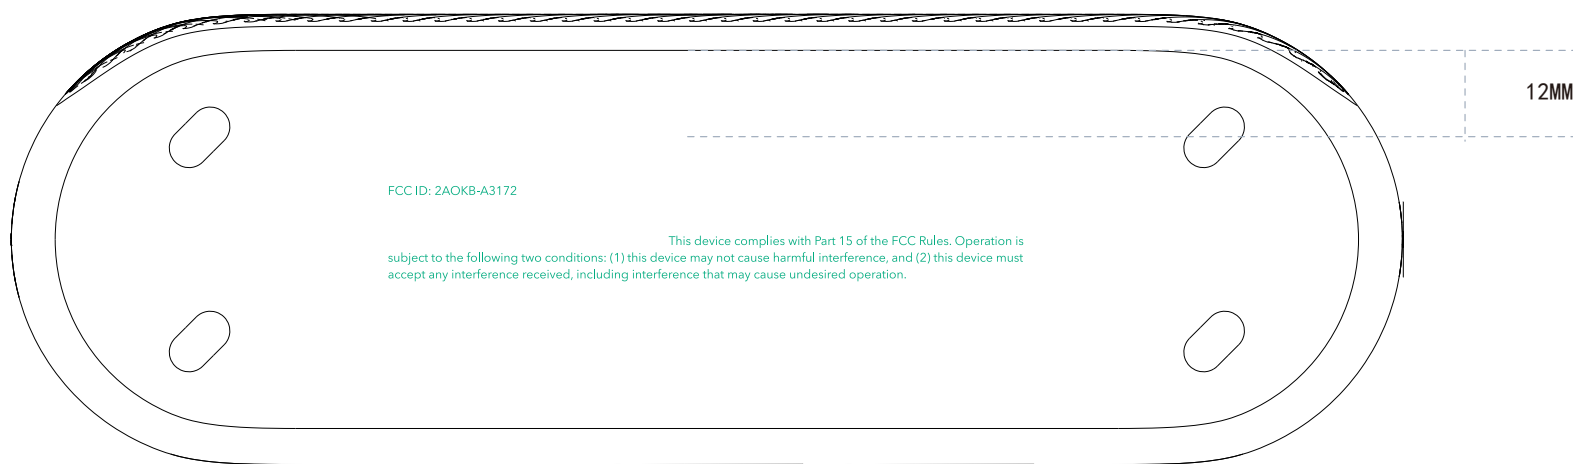 12MM
FCC ID: 2AOKB-A3172
This device complies with Part 15 of the FCC Rules. Operation is
subject to the following two conditions: (1) this device may not cause harmful interference, and (2) this device must
accept any interference received, including interference that may cause undesired operation.